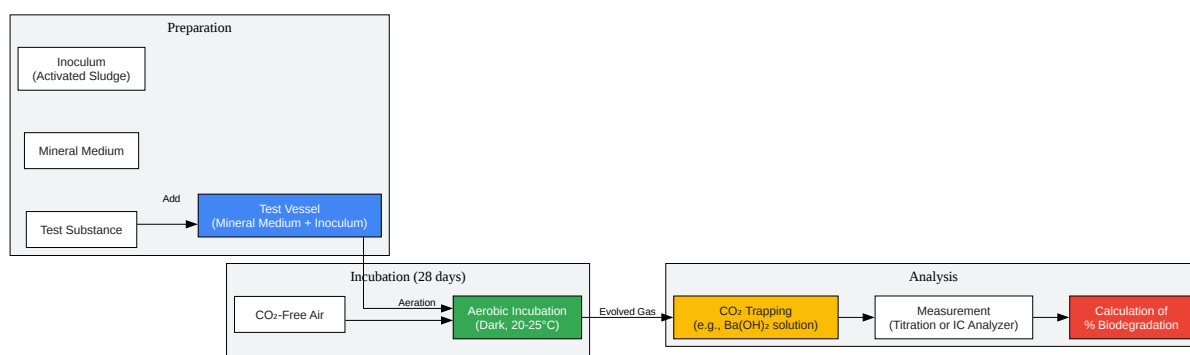 Preparation
Inoculum
(Activated Sludge)
Mineral Medium
Test Substance
Add
Test Vessel
(Mineral Medium + Inoculum)
Incubation (28 days)
CO₂-Free Air
Aeration
Aerobic Incubation
(Dark, 20-25°C)
Evolved Gas
Analysis
CO₂ Trapping
(e.g., Ba(OH)₂ solution)
Measurement
(Titration or IC Analyzer)
Calculation of
% Biodegradation